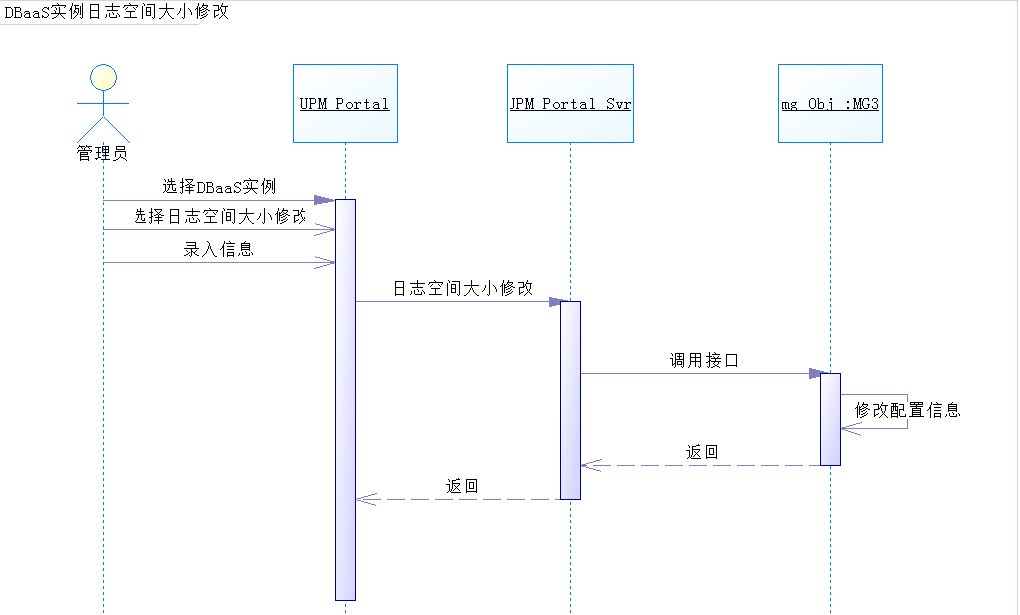 DBaaS实例日志空间大小修改
UPM Portal
JPM Portal Svr
mg Obj :MG3
管理员
选择DBaaS实例
选择日志空间大小修改
录入信息
日志空间大小修改
调用接口
修改配置信息
返回
返回